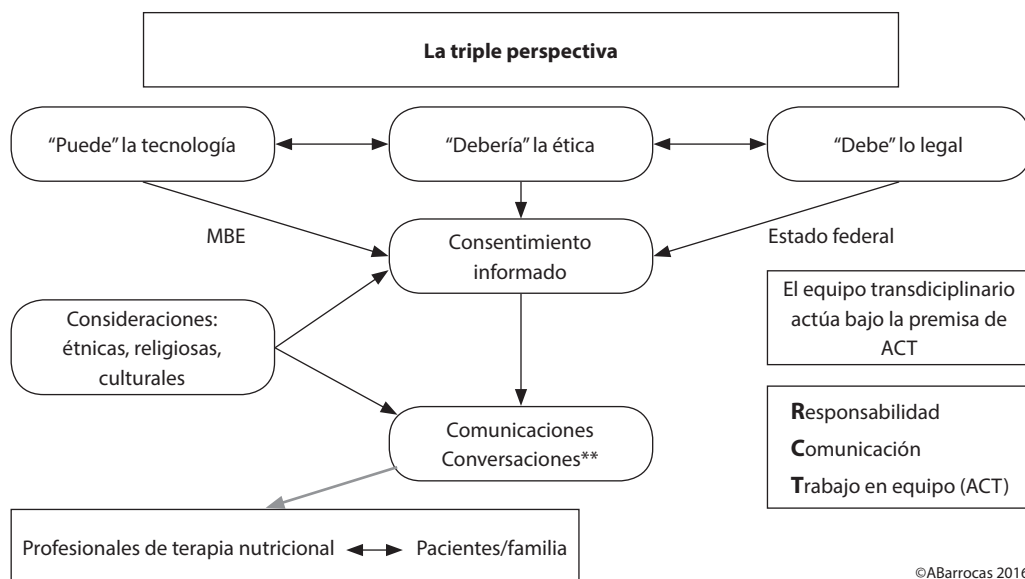 La triple perspectiva
“Puede” la tecnología
“Debería” la ética
“Debe” lo legal
MBE
Consentimiento
informado
Estado federal
Consideraciones:
étnicas, religiosas,
culturales
El equipo transdiciplinario
actúa bajo la premisa de
ACT
Comunicaciones
Conversaciones**
Responsabilidad
Comunicación
Trabajo en equipo (ACT)
Profesionales de terapia nutricional
Pacientes/familia
©ABarrocas 2016